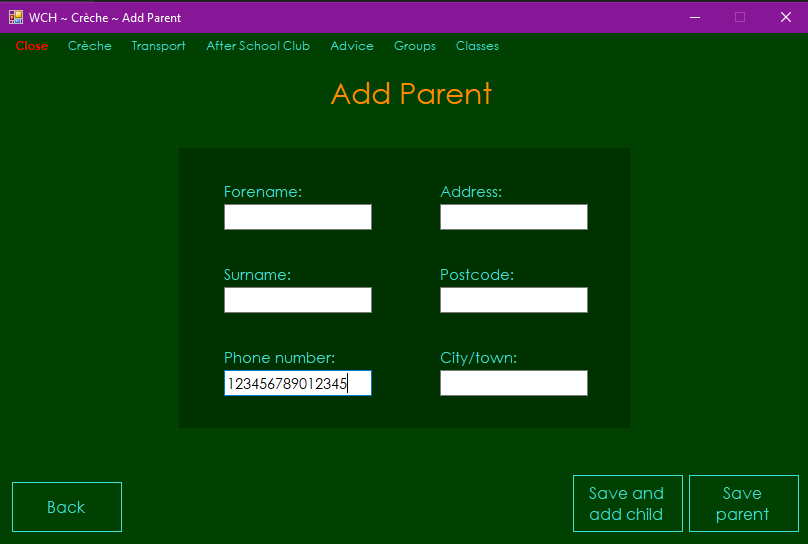 WCH ~ Crèche ~ Add Parent
Close Crèche Transport After School Club Advice Groups Classes
Add Parent
Forename: Address:
Surname: Postcode:
Phone number: City/town:
123456789012345
Back
Save and
add child
Save
parent